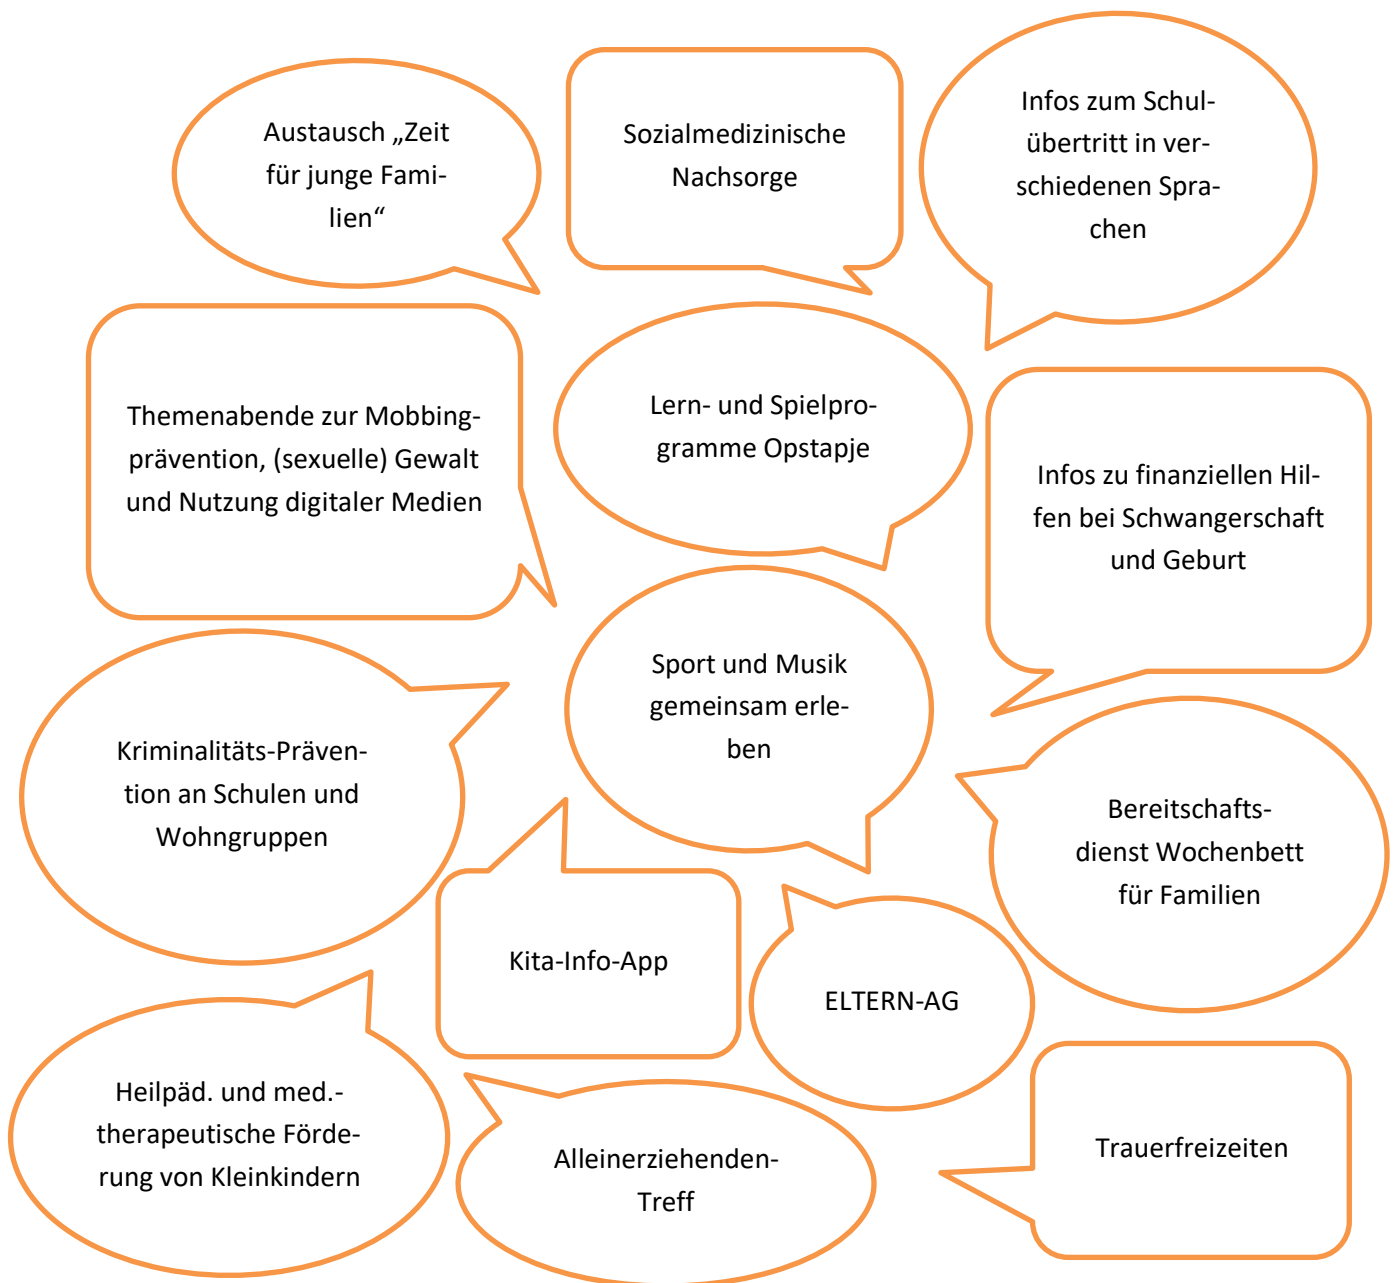 Austausch „Zeit
für junge Fami-
lien“
Sozialmedizinische
Nachsorge
Infos zum Schul-
übertritt in ver-
schiedenen Spra-
chen
Themenabende zur Mobbing-
prävention, (sexuelle) Gewalt
und Nutzung digitaler Medien
Lern- und Spielpro-
gramme Opstapje
Infos zu finanziellen Hil-
fen bei Schwangerschaft
und Geburt
Sport und Musik
gemeinsam erle-
ben
Kriminalitäts-Präven-
tion an Schulen und
Wohngruppen
Bereitschafts-
dienst Wochenbett
für Familien
Kita-Info-App
ELTERN-AG
Heilpäd. und med.-
therapeutische Förde-
rung von Kleinkindern
Alleinerziehenden-
Treff
Trauerfreizeiten